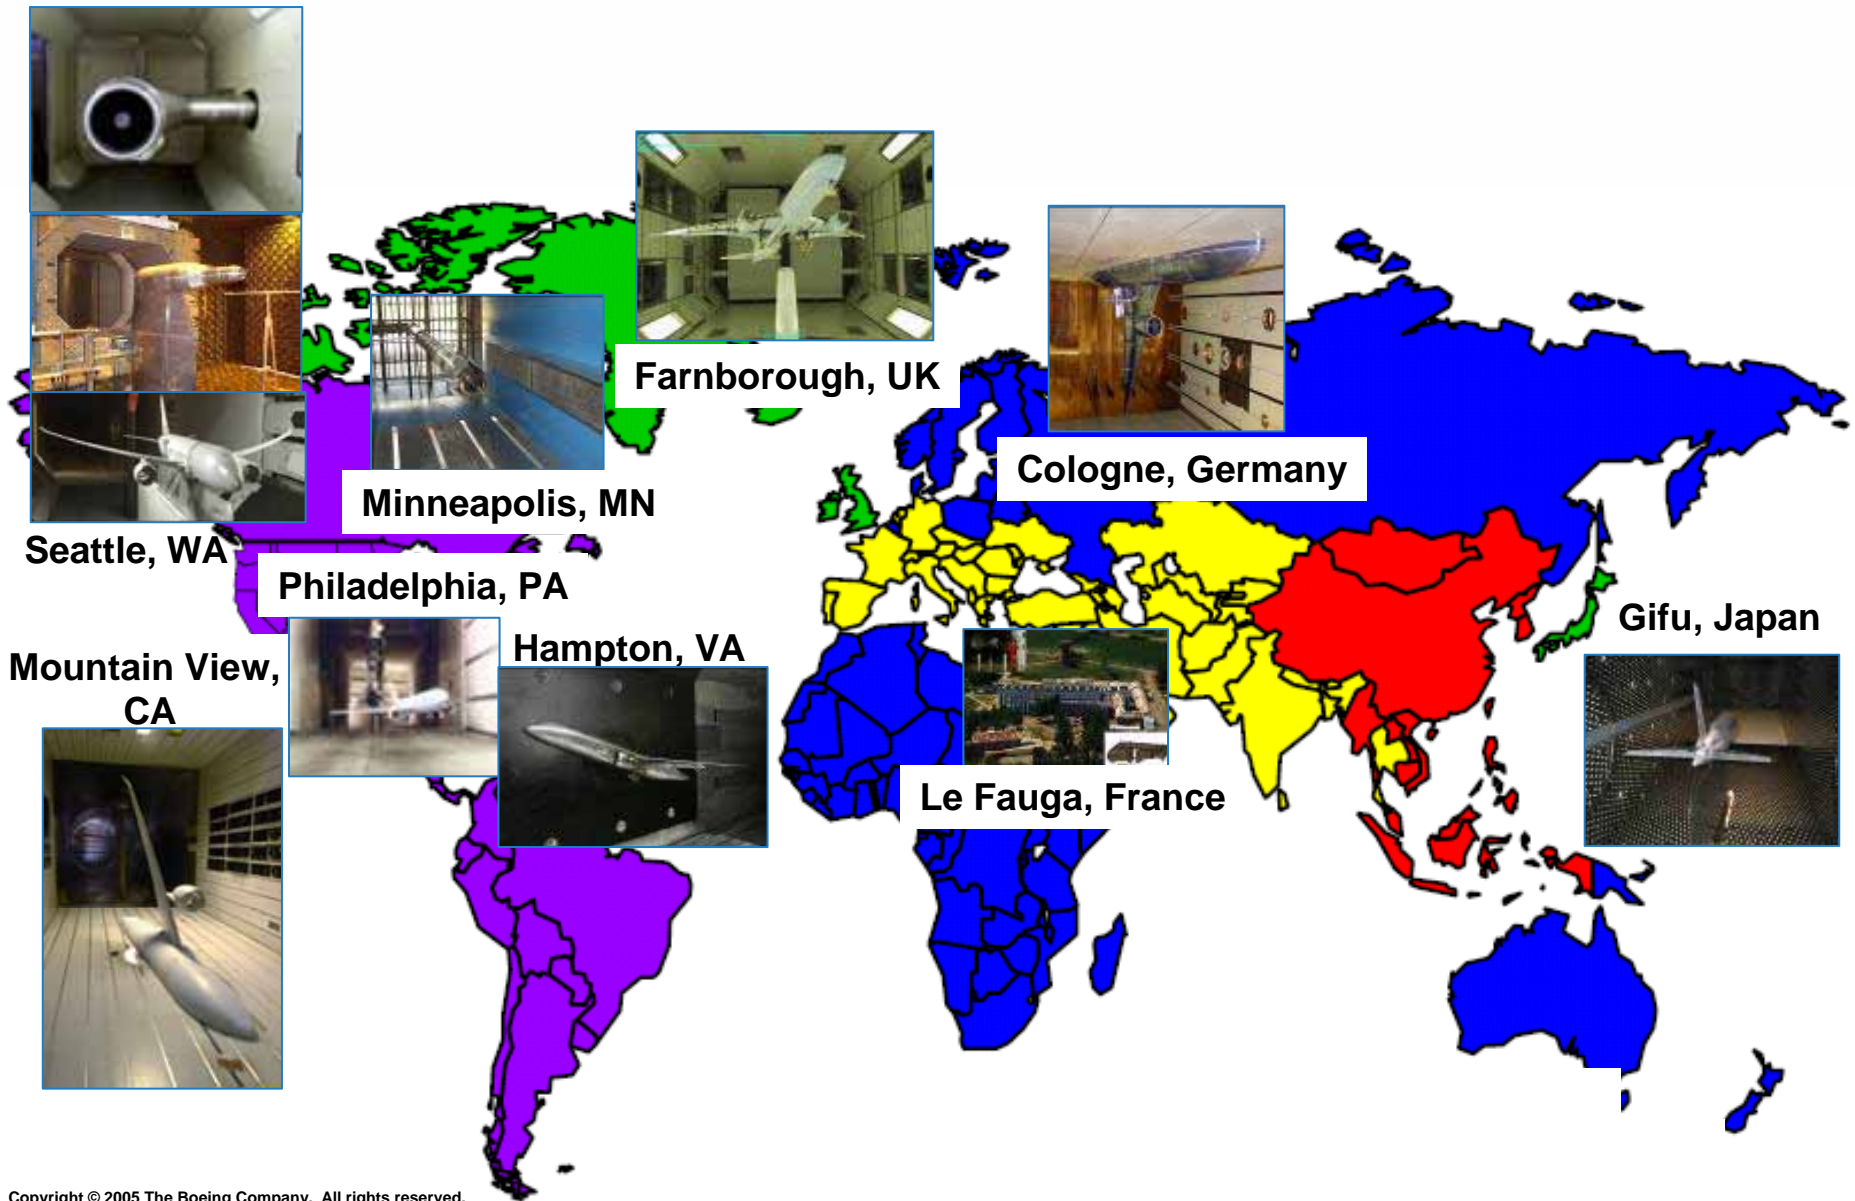 Farnborough, UK
Cologne, Germany
Minneapolis, MN
Seattle, WA
Philadelphia, PA
Gifu, Japan
Hampton, VA
Mountain View,
CA
Le Fauga, France
Copyright © 2005 The Boeing Company. All rights reserved.